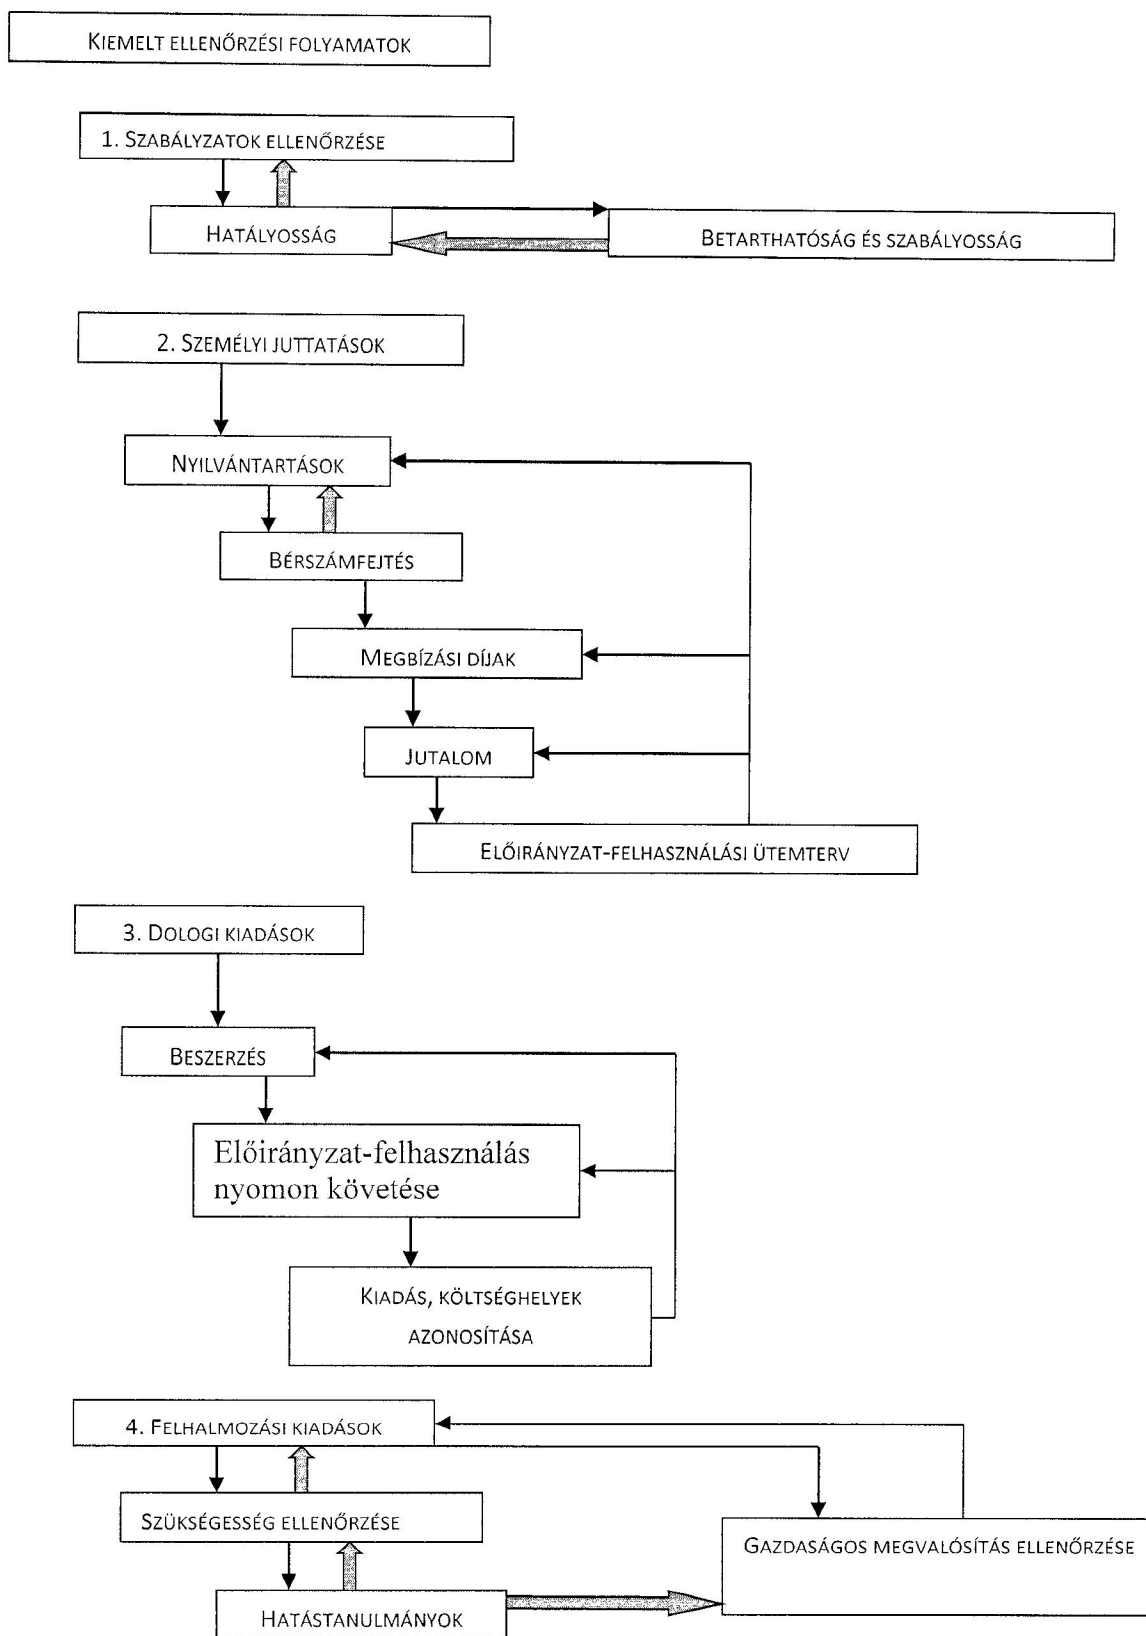 KIEMELT ELLENŐRZÉSI FOLYAMATOK
1. SZABÁLYZATOK ELLENŐRZÉSE
HATÁLYOSSÁG
BETARTHATÓSÁG ÉS SZABÁLYOSSÁG
2. SZEMÉLYI JUTTATÁSOK
NYILVÁNTARTÁSOK
BÉRSZÁMFEJTÉS
MEGBÍZÁSI DÍJAK
JUTALOM
ELŐIRÁNYZAT-FELHASZNÁLÁSI ÜTEMTERV
3. DOLOGI KIADÁSOK
BESZERZÉS
Előirányzat-felhasználás
nyomon követése
KIADÁS, KÖLTSÉGHELYEK
AZONOSÍTÁSA
4. FELHALMOZÁSI KIADÁSOK
SZÜKSÉGESSÉG ELLENŐRZÉSE
GAZDASÁGOS MEGVALÓSÍTÁS ELLENŐRZÉSE
HATÁSTANULMÁNYOK